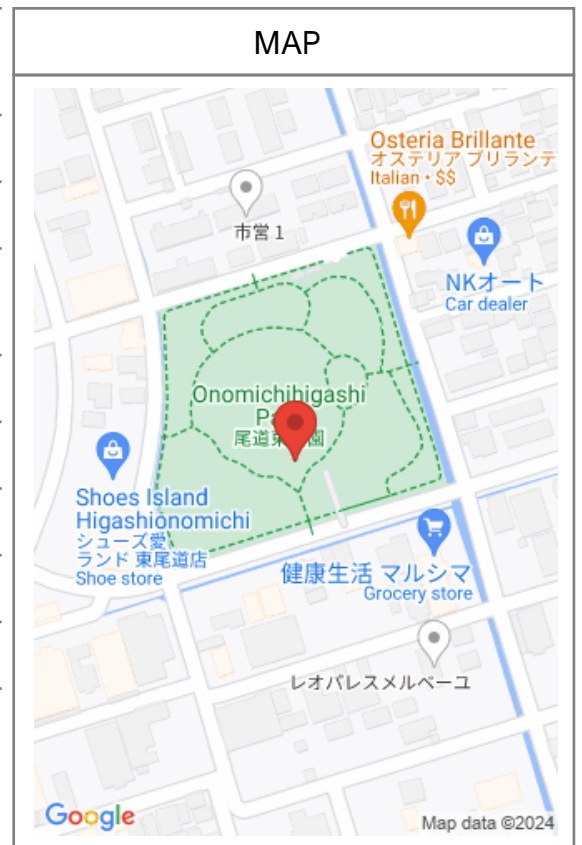 MAP
Osteria Brillante
オステリア ブリランテ
Italian • $$
市営 1
NKオート
Car dealer
Onomichihigashi
尾道東 園
Shoes Island
Higashionomichi
シューズ愛
ランド 東尾道店
Shoe store
健康生活 マルシマ
Grocery store
レオパレスメルベーユ
Google
Map data ©2024